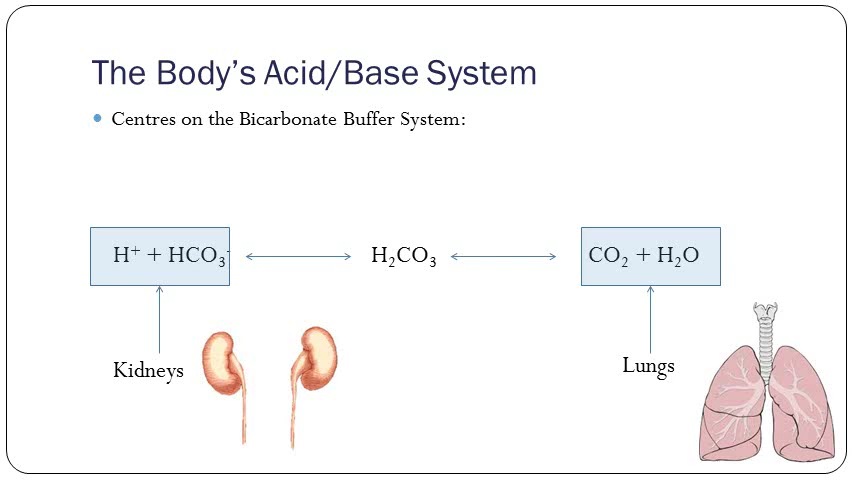 The Body’s Acid/Base System
• Centres on the Bicarbonate Buffer System:
H⁺ + HCO₃⁻ H₂CO₃ CO₂ + H₂O
Kidneys Lungs